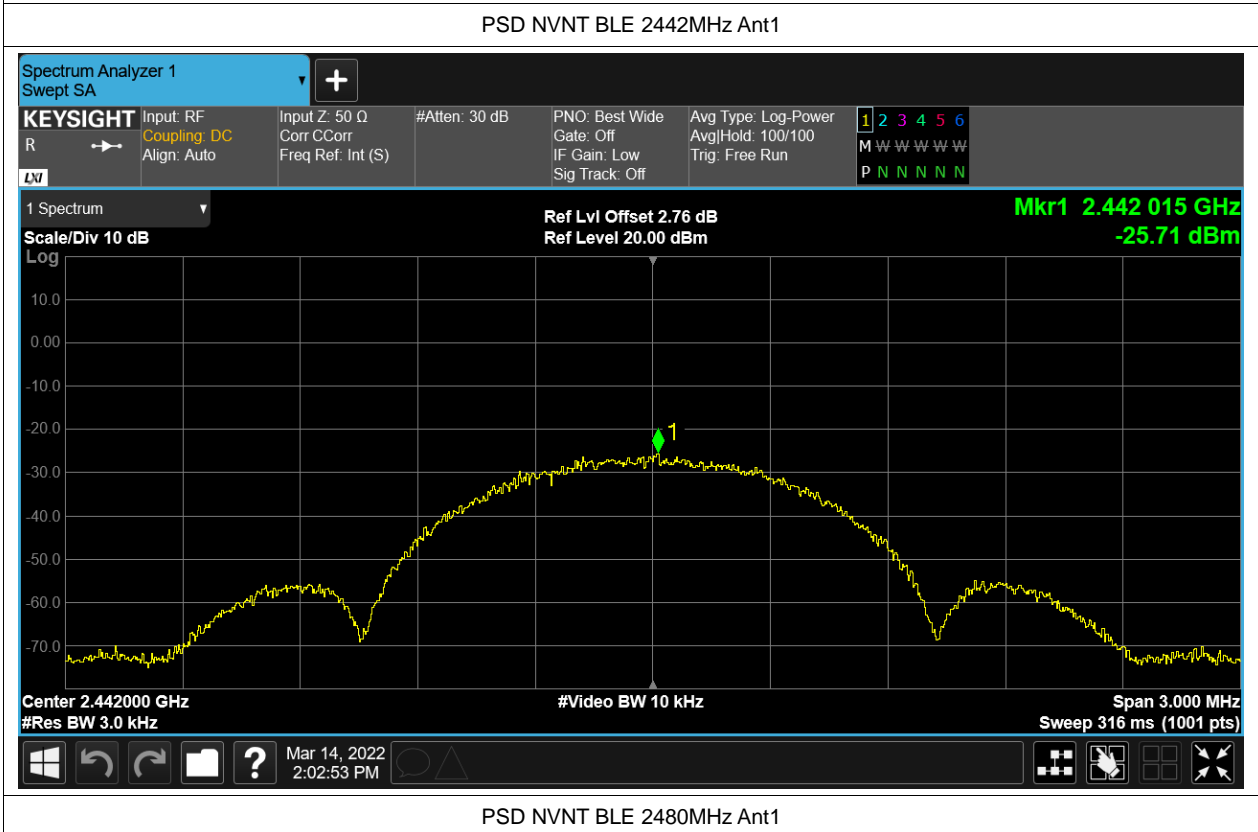 PSD NVNT BLE 2442MHz Ant1
Spectrum Analyzer 1
Swept SA
KEYSIGHT
R
LXI
Input: RF
Coupling: DC
Align: Auto
Input Z: 50 Ω
Corr CCorr
Freq Ref: Int (S)
#Atten: 30 dB
PNO: Best Wide
Gate: Off
IF Gain: Low
Sig Track: Off
Avg Type: Log-Power
Avg|Hold: 100/100
Trig: Free Run
1 2 3 4 5 6
M W W W W W
P N N N N N
1 Spectrum
Scale/Div 10 dB
Ref Lvl Offset 2.76 dB
Ref Level 20.00 dBm
Mkr1 2.442 015 GHz
-25.71 dBm
Log
10.0
0.00
-10.0
-20.0
1
-30.0
-40.0
-50.0
-60.0
-70.0
Center 2.442000 GHz
#Video BW 10 kHz
Span 3.000 MHz
#Res BW 3.0 kHz
Sweep 316 ms (1001 pts)
?
Mar 14, 2022
2:02:53 PM
PSD NVNT BLE 2480MHz Ant1